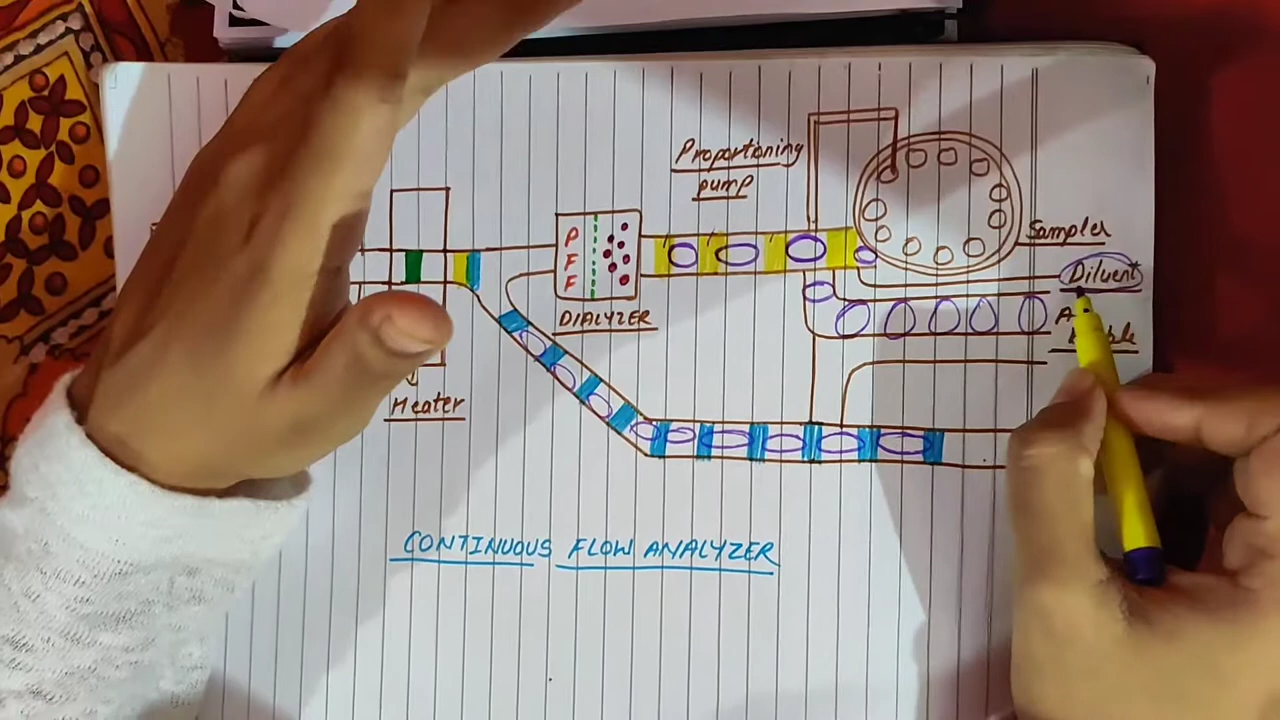 Proportioning
pump
Sampler
Diluent
P
F
F
DIALYZER
Heater
CONTINUOUS FLOW ANALYZER